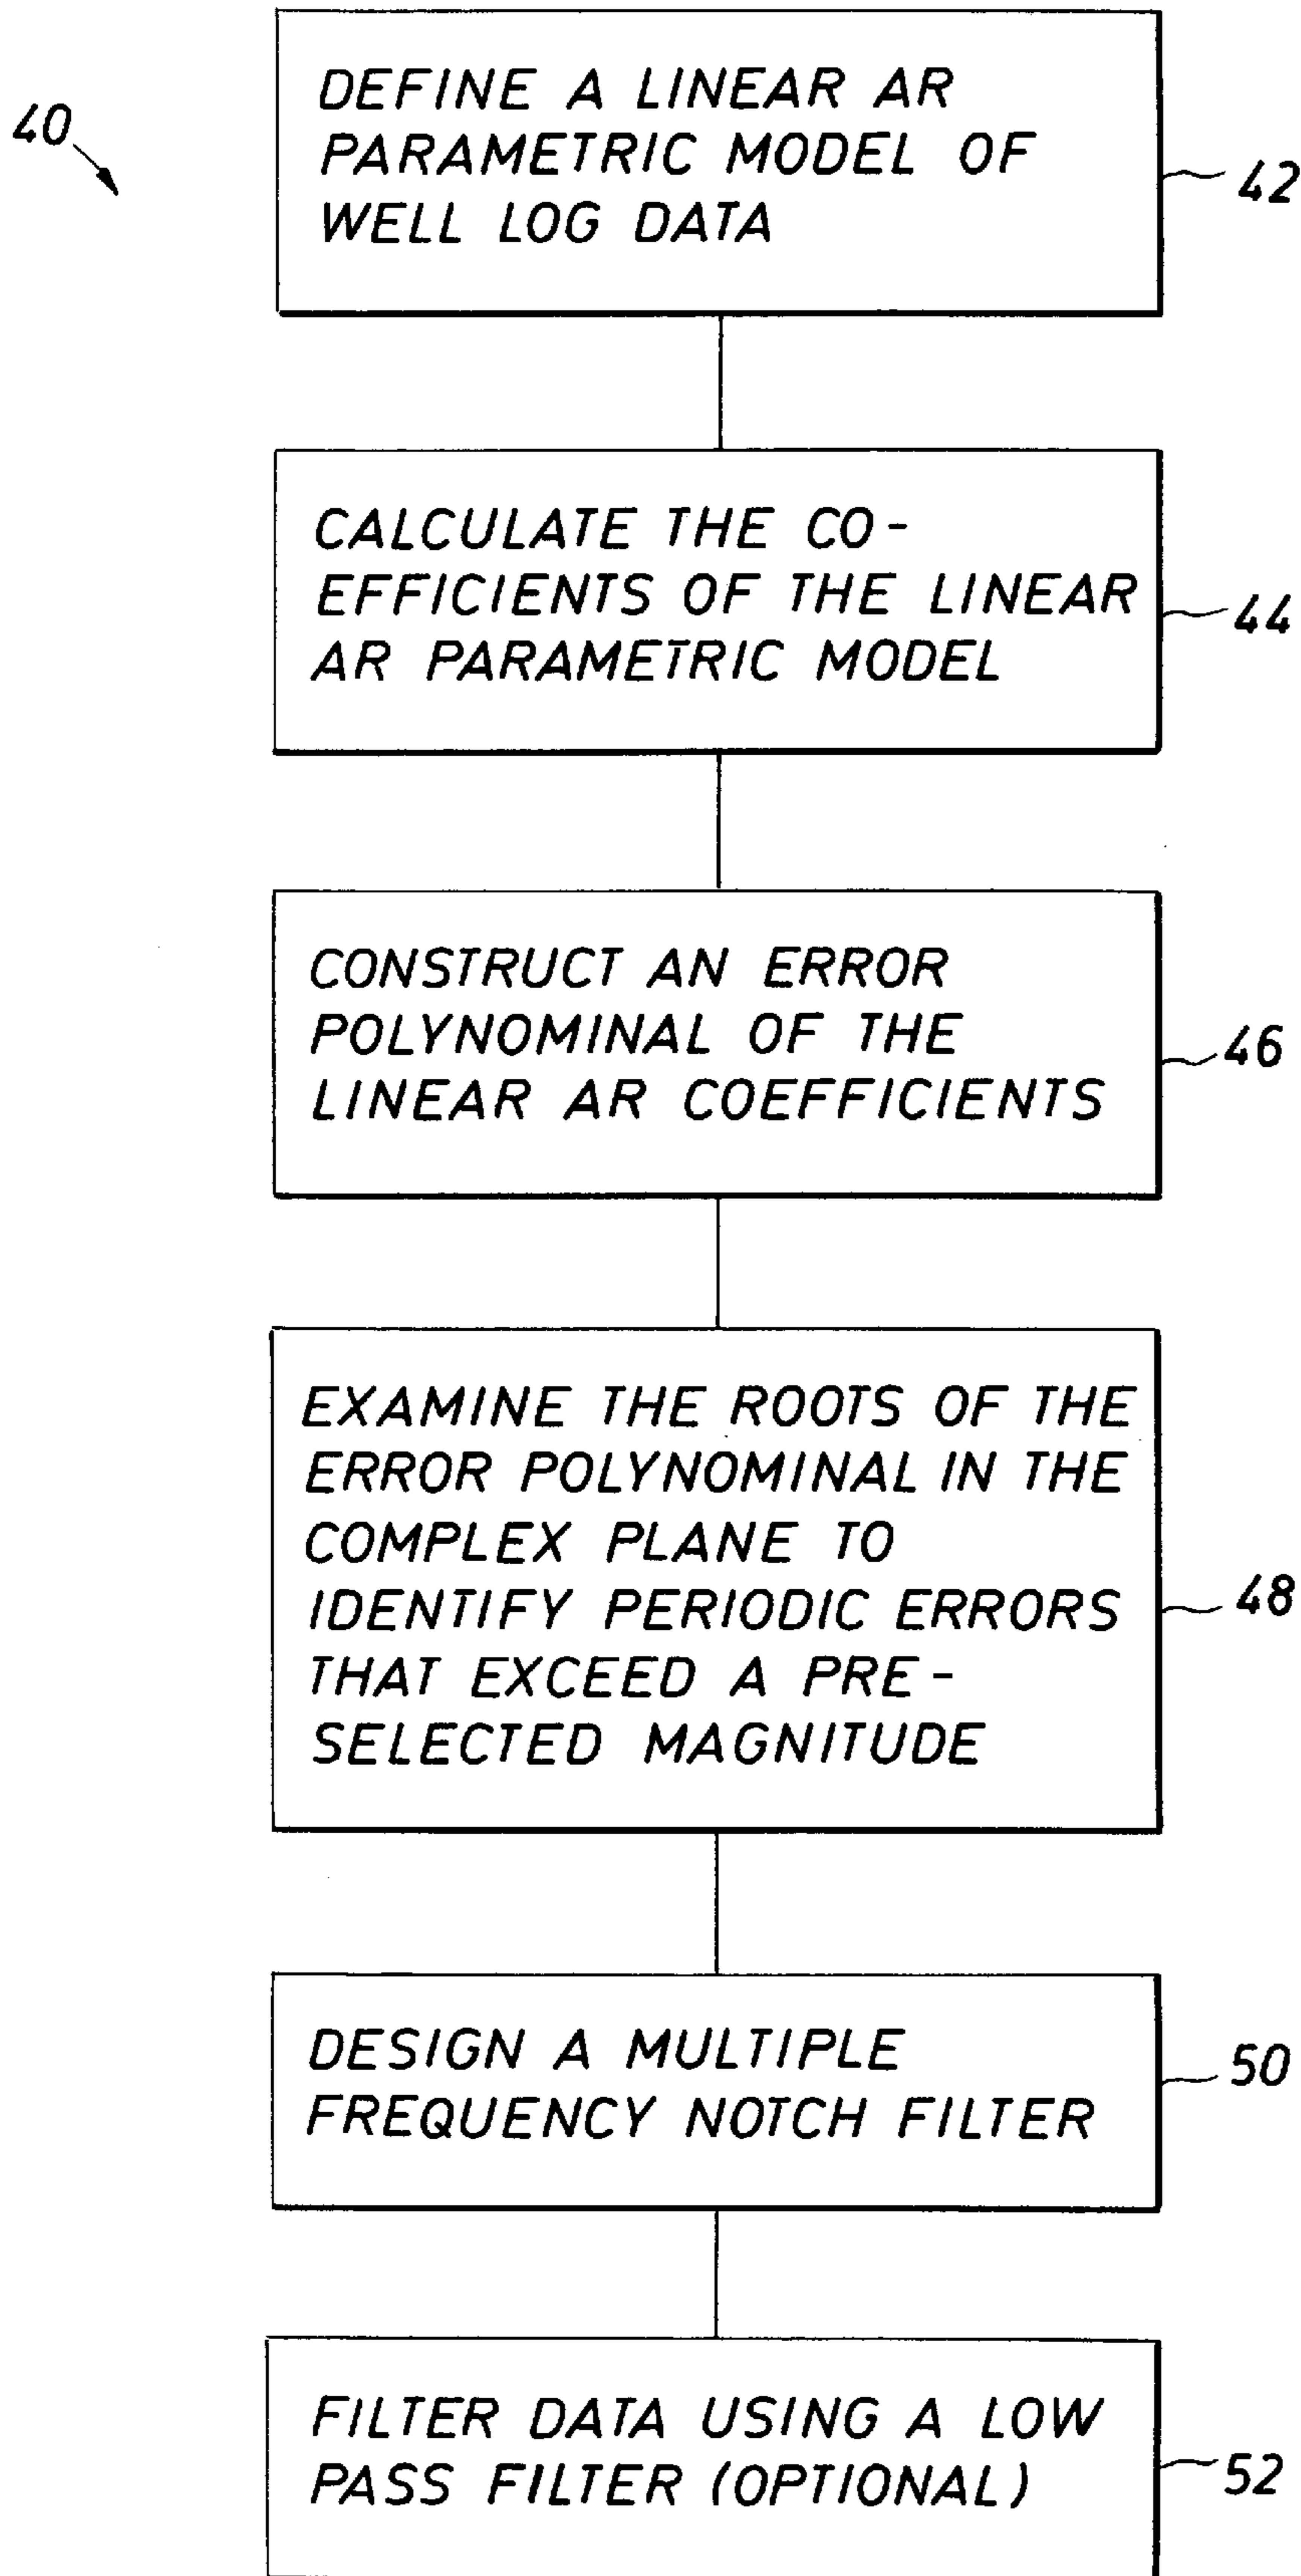 40
DEFINE A LINEAR AR
PARAMETRIC MODEL OF
WELL LOG DATA
42
CALCULATE THE CO-
EFFICIENTS OF THE LINEAR
AR PARAMETRIC MODEL
44
CONSTRUCT AN ERROR
POLYNOMINAL OF THE
LINEAR AR COEFFICIENTS
46
EXAMINE THE ROOTS OF THE
ERROR POLYNOMINAL IN THE
COMPLEX PLANE TO
IDENTIFY PERIODIC ERRORS
THAT EXCEED A PRE-
SELECTED MAGNITUDE
48
DESIGN A MULTIPLE
FREQUENCY NOTCH FILTER
50
FILTER DATA USING A LOW
PASS FILTER (OPTIONAL)
52